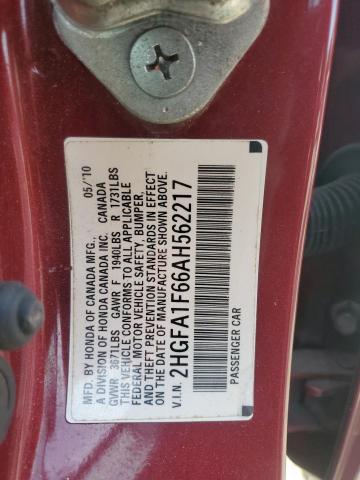 MFD. BY HONDA OF CANADA MFG. 05/'10
A DIVISION OF HONDA CANADA INC. CANADA
GVWR 3671LBS GAWR F 1940LBS R 1731LBS
THIS VEHICLE CONFORMS TO ALL APPLICABLE
FEDERAL MOTOR VEHICLE SAFETY, BUMPER,
AND THEFT PREVENTION STANDARDS IN EFFECT
ON THE DATE OF MANUFACTURE SHOWN ABOVE.
V.I.N. 2HGFA1F66AH562217
PASSENGER CAR